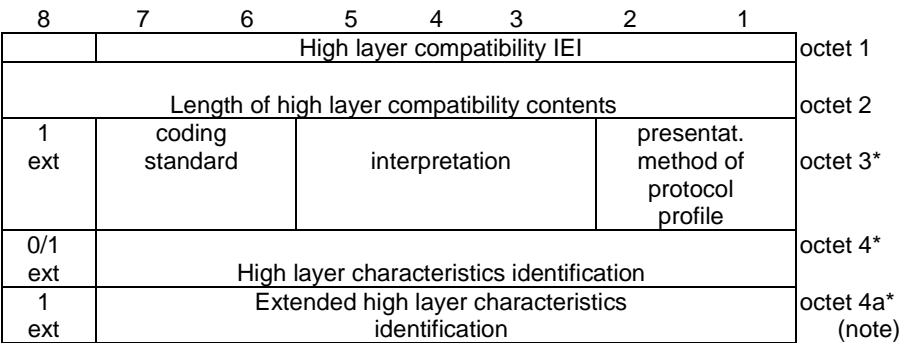 8 7 6 5 4 3 2 1
High layer compatibility IEI octet 1
Length of high layer compatibility contents octet 2
1 coding presentat.
ext standard interpretation method of octet 3*
protocol
profile
0/1 octet 4*
ext High layer characteristics identification
1 Extended high layer characteristics octet 4a*
ext identification (note)